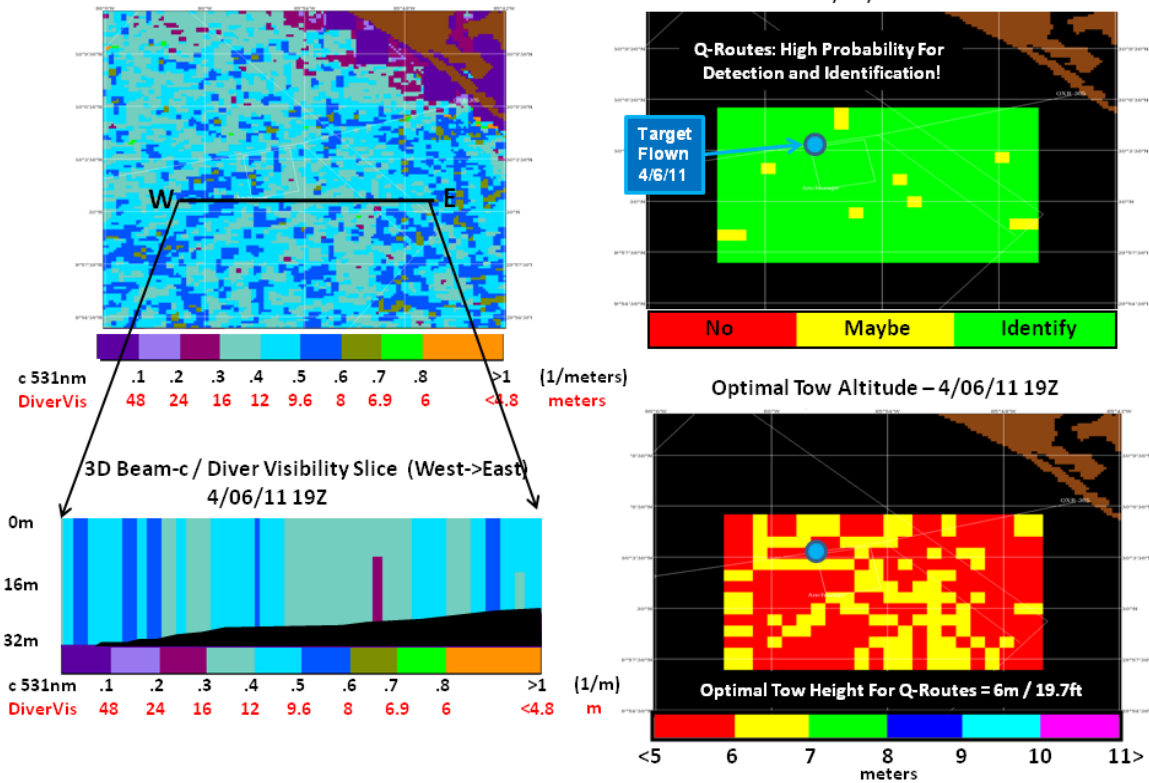 Q-Routes: High Probability For
Detection and Identification!
Target
Flown
4/6/11
W
E
No
Maybe
Identify
c 531nm .1 .2 .3 .4 .5 .6 .7 .8 >1 (1/meters)
DiverVis 48 24 16 12 9.6 8 6.9 6 <4.8 meters
Optimal Tow Altitude – 4/06/11 19Z
3D Beam-c / Diver Visibility Slice (West->East)
4/06/11 19Z
0m
16m
32m
c 531nm .1 .2 .3 .4 .5 .6 .7 .8 >1 (1/m)
DiverVis 48 24 16 12 9.6 8 6.9 6 <4.8 m
Optimal Tow Height For Q-Routes = 6m / 19.7ft
<5 6 7 8 9 10 11>
meters